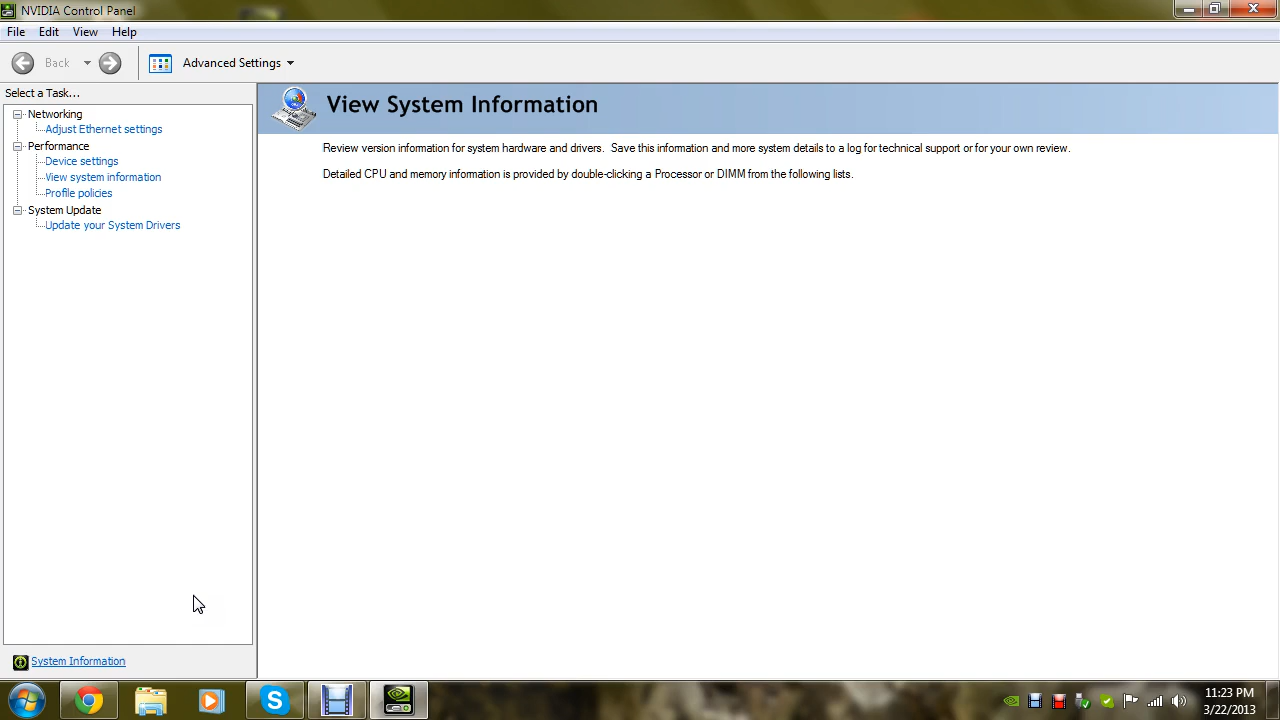 NVIDIA Control Panel
File Edit View Help
Back Advanced Settings
Select a Task...
Networking
Adjust Ethernet settings
Performance
Device settings
View system information
Profile policies
System Update
Update your System Drivers
System Information
View System Information
Review version information for system hardware and drivers. Save this information and more system details to a log for technical support or for your own review.
Detailed CPU and memory information is provided by double-clicking a Processor or DIMM from the following lists.
11:23 PM
3/22/2013